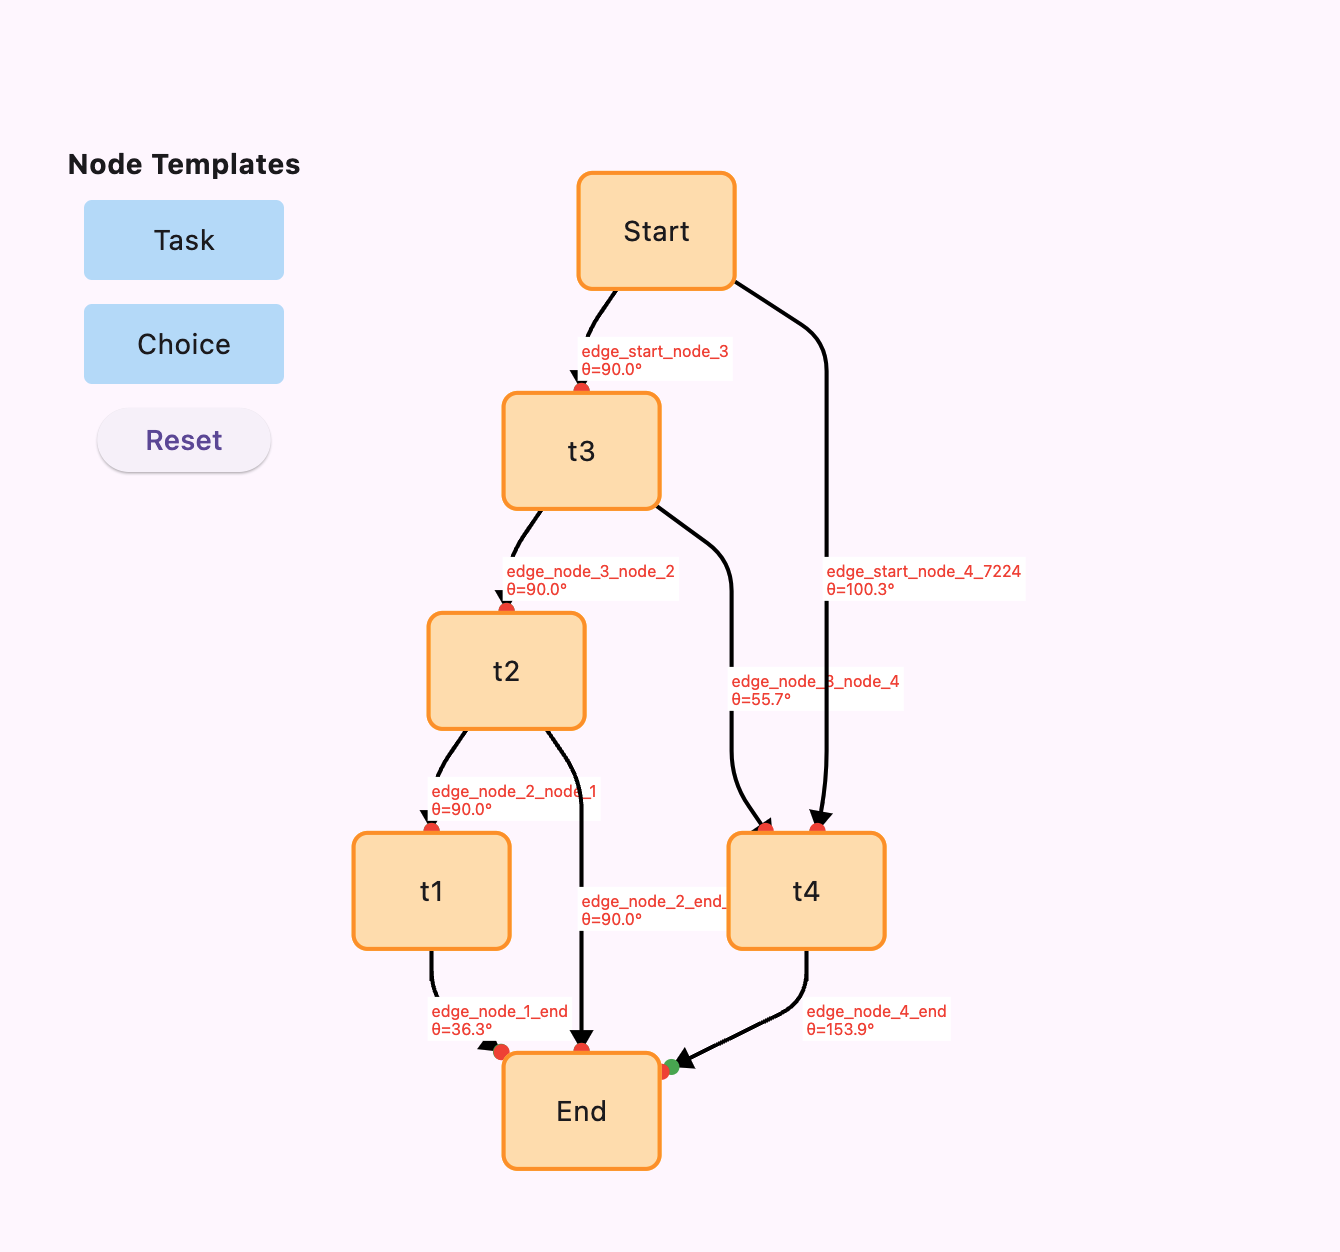 Node Templates
Task
Choice
Reset
Start
edge_start_node_3
θ=90.0°
t3
edge_node_3_node_2
θ=90.0°
edge_start_node_4_7224
θ=100.3°
t2
edge_node_3_node_4
θ=55.7°
edge_node_2_node_1
θ=90.0°
t1
edge_node_2_end_
θ=90.0°
t4
edge_node_1_end
θ=36.3°
edge_node_4_end
θ=153.9°
End